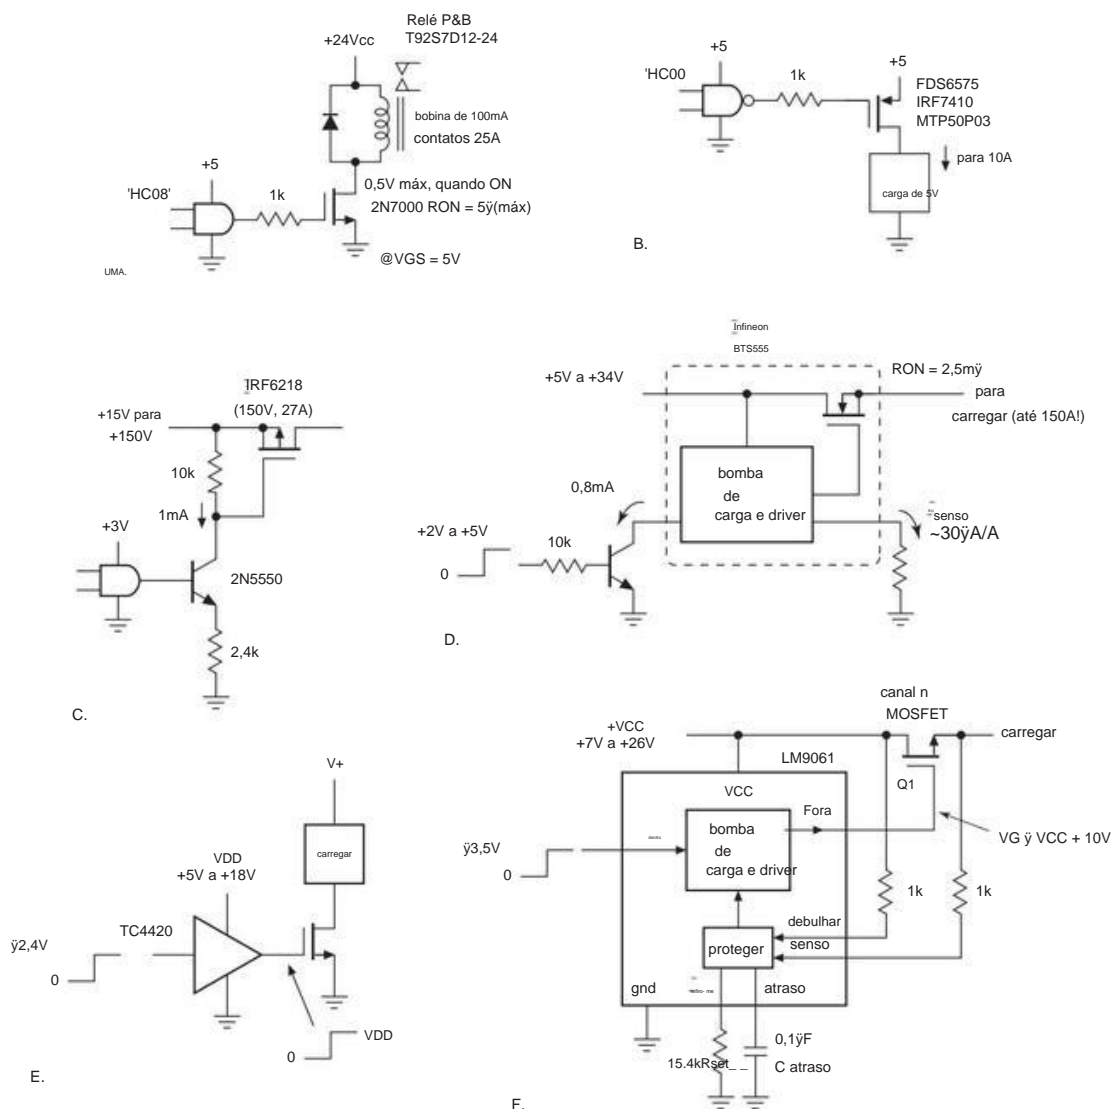 Relé P&B
T92S7D12-24
+24Vcc
bobina de 100mA
contatos 25A
+5
'HC08'
1k
0,5V máx, quando ON
2N7000 RON = 5ÿ(máx)
@VGS = 5V
UMA.
+5
'HC00
1k
+5
FDS6575
IRF7410
MTP50P03
para 10A
carga de 5V
B.
IRF6218
(150V, 27A)
+15V para
+150V
10k
1mA
+3V
2N5550
2,4k
C.
Infineon
BTS555
+5V a +34V
RON = 2,5mÿ
para
carregar (até 150A!)
bomba
de
carga e driver
0,8mA
+2V a +5V
0
10k
senso
~30ÿA/A
D.
V+
carregar
VDD
+5V a +18V
TC4420
ÿ2,4V
0
VDD
0
E.
canal n
MOSFET
+VCC
+7V a +26V
carregar
LM9061
Q1
VCC
Fora
bomba
de
carga e driver
VG ÿ VCC + 10V
ÿ3,5V
0
1k
1k
debulhar
senso
proteger
gnd
atraso
15.4kRset_ _
0,1ÿF
C atraso
F.